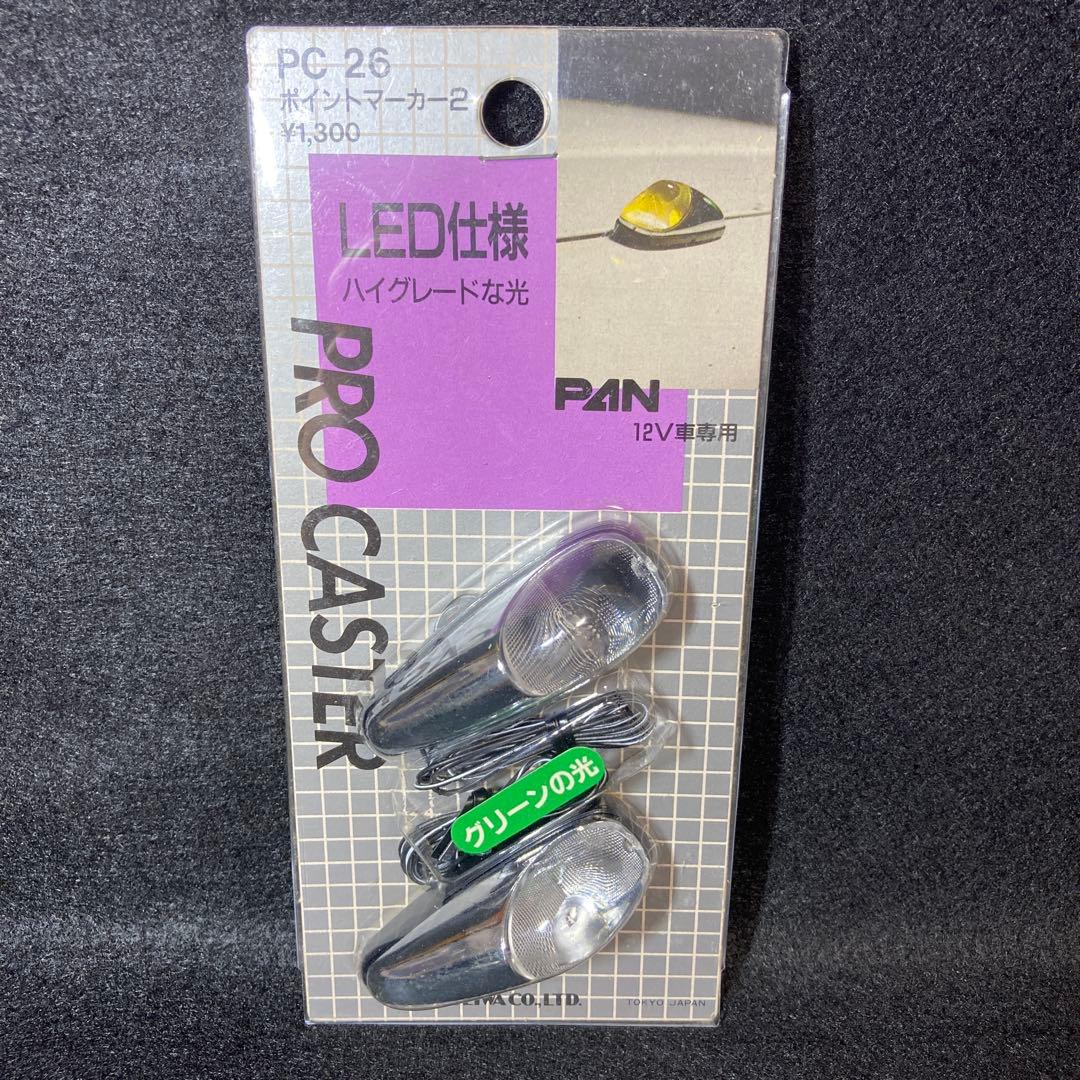 PC 26
ポイントマーカー2
¥1,300
LED仕様
ハイグレードな光
PRO CASTER
PAN
12V車専用
グリーンの光
CO.,LTD.
TOKYO JAPAN